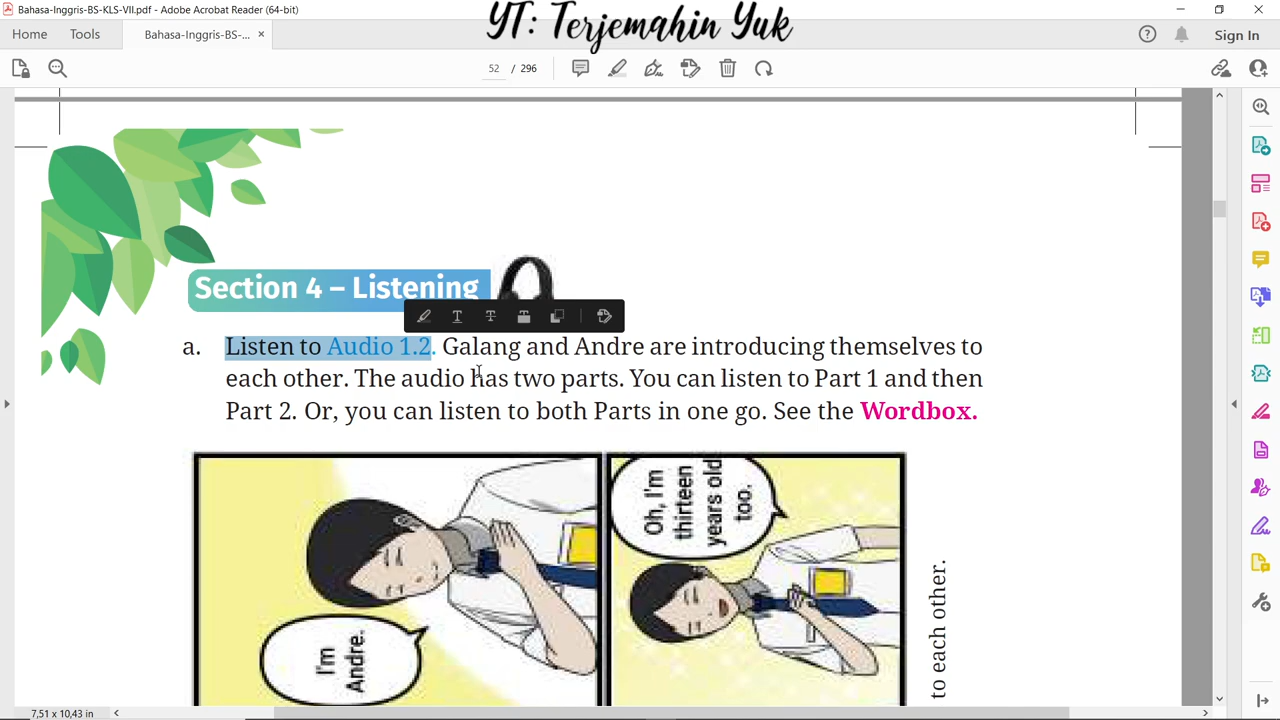 Bahasa-Inggris-BS-KLS-VII.pdf - Adobe Acrobat Reader (64-bit)
YT: Terjemahin Yuk
Home
Tools
Bahasa-Inggris-BS-...
Sign In
52 / 296
Section 4 – Listening
a. Listen to Audio 1.2. Galang and Andre are introducing themselves to
each other. The audio has two parts. You can listen to Part 1 and then
Part 2. Or, you can listen to both Parts in one go. See the Wordbox.
I'm
Andre.
Oh, I'm
thirteen
years old
too.
to each other.
7,51 x 10,43 in